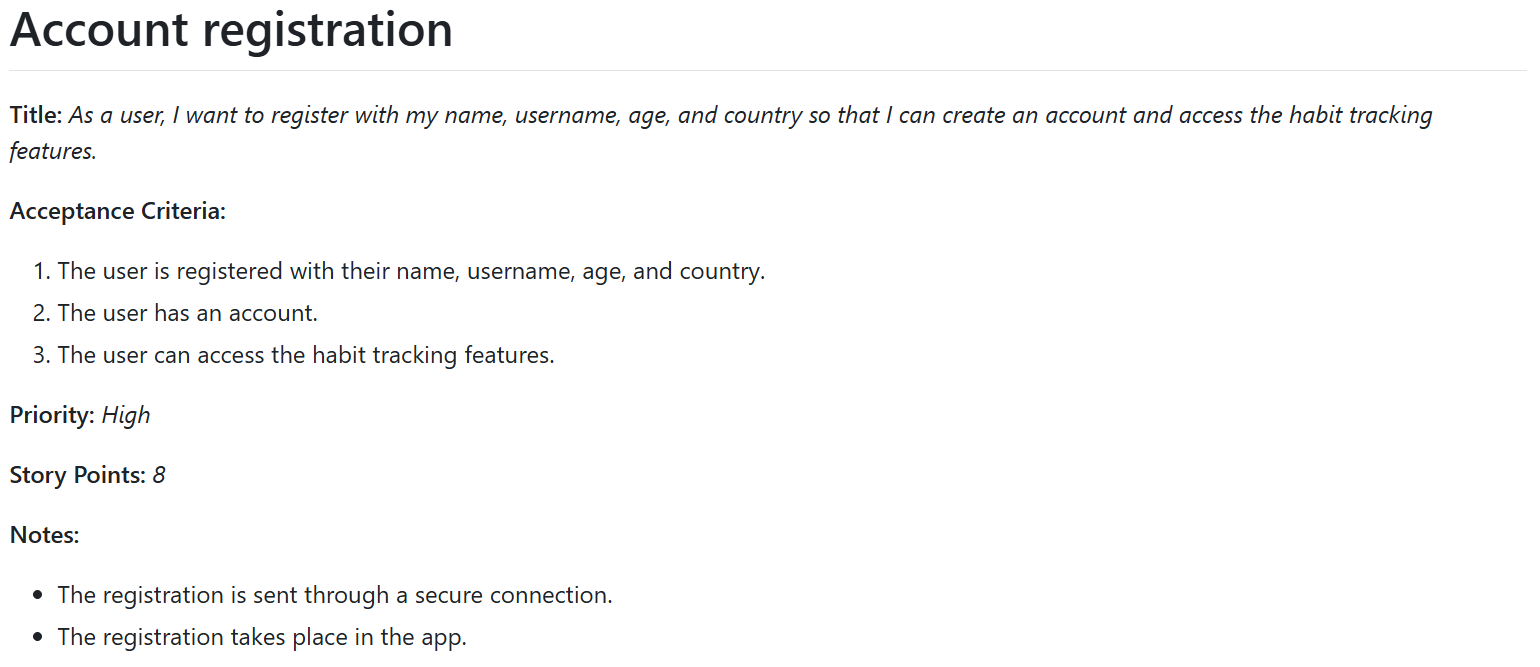 Account registration
Title: As a user, I want to register with my name, username, age, and country so that I can create an account and access the habit tracking
features.
Acceptance Criteria:
1. The user is registered with their name, username, age, and country.
2. The user has an account.
3. The user can access the habit tracking features.
Priority: High
Story Points: 8
Notes:
• The registration is sent through a secure connection.
• The registration takes place in the app.